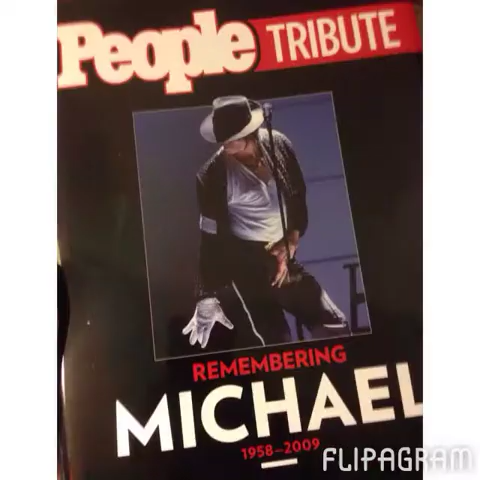 People TRIBUTE
REMEMBERING
MICHAEL
1958–2009
FLIPAGRAM